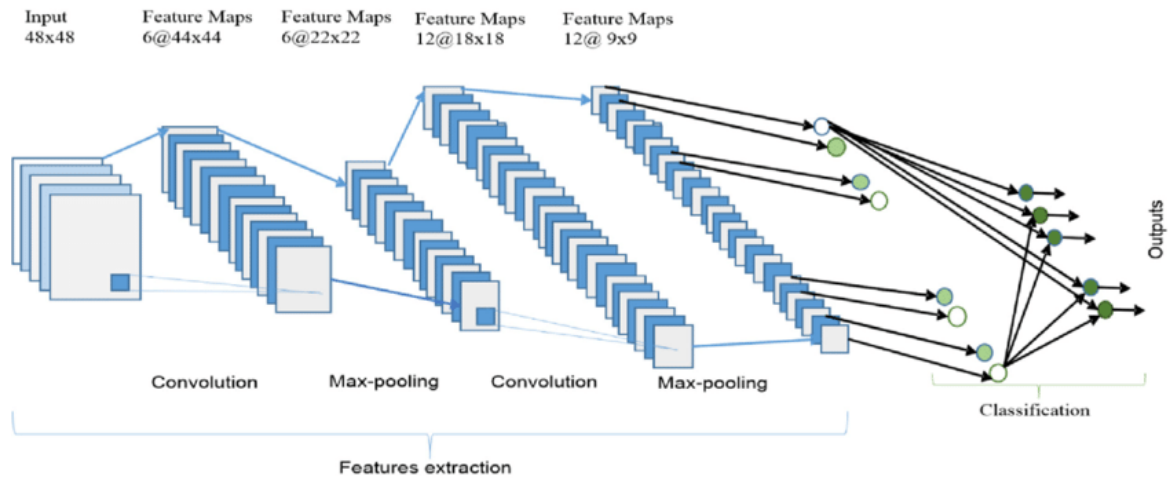 Input
48x48
Feature Maps
6@44x44
Feature Maps
6@22x22
Feature Maps
12@18x18
Feature Maps
12@ 9x9
Outputs
Convolution
Max-pooling
Convolution
Max-pooling
Classification
Features extraction